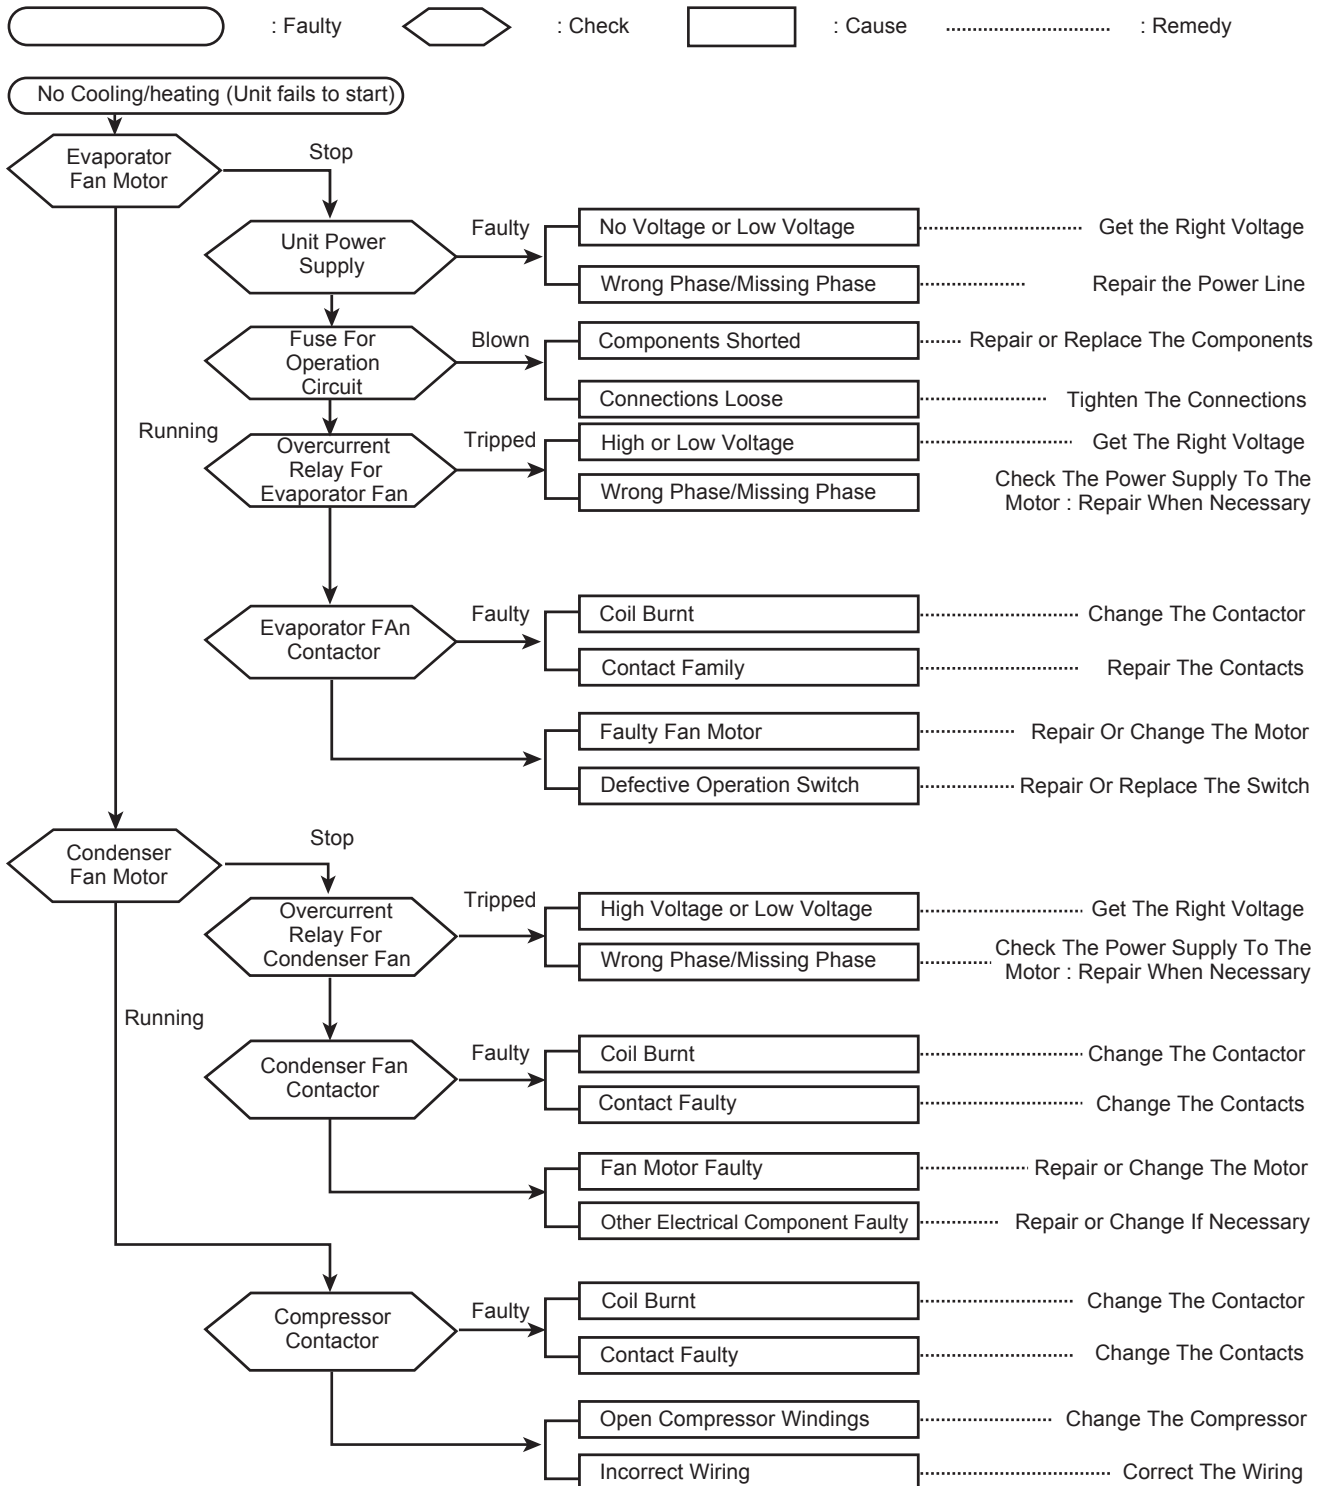 : Faulty
: Check
: Cause
: Remedy
No Cooling/heating (Unit fails to start)
Evaporator
Fan Motor
Stop
Unit Power
Supply
Faulty
No Voltage or Low Voltage
Get the Right Voltage
Wrong Phase/Missing Phase
Repair the Power Line
Fuse For
Operation
Circuit
Blown
Components Shorted
Repair or Replace The Components
Connections Loose
Tighten The Connections
Running
Overcurrent
Relay For
Evaporator Fan
Tripped
High or Low Voltage
Get The Right Voltage
Wrong Phase/Missing Phase
Check The Power Supply To The
Motor : Repair When Necessary
Evaporator FAn
Contactor
Faulty
Coil Burnt
Change The Contactor
Contact Family
Repair The Contacts
Faulty Fan Motor
Repair Or Change The Motor
Defective Operation Switch
Repair Or Replace The Switch
Condenser
Fan Motor
Stop
Overcurrent
Relay For
Condenser Fan
Tripped
High Voltage or Low Voltage
Get The Right Voltage
Wrong Phase/Missing Phase
Check The Power Supply To The
Motor : Repair When Necessary
Running
Condenser Fan
Contactor
Faulty
Coil Burnt
Change The Contactor
Contact Faulty
Change The Contacts
Fan Motor Faulty
Repair or Change The Motor
Other Electrical Component Faulty
Repair or Change If Necessary
Compressor
Contactor
Faulty
Coil Burnt
Change The Contactor
Contact Faulty
Change The Contacts
Open Compressor Windings
Change The Compressor
Incorrect Wiring
Correct The Wiring